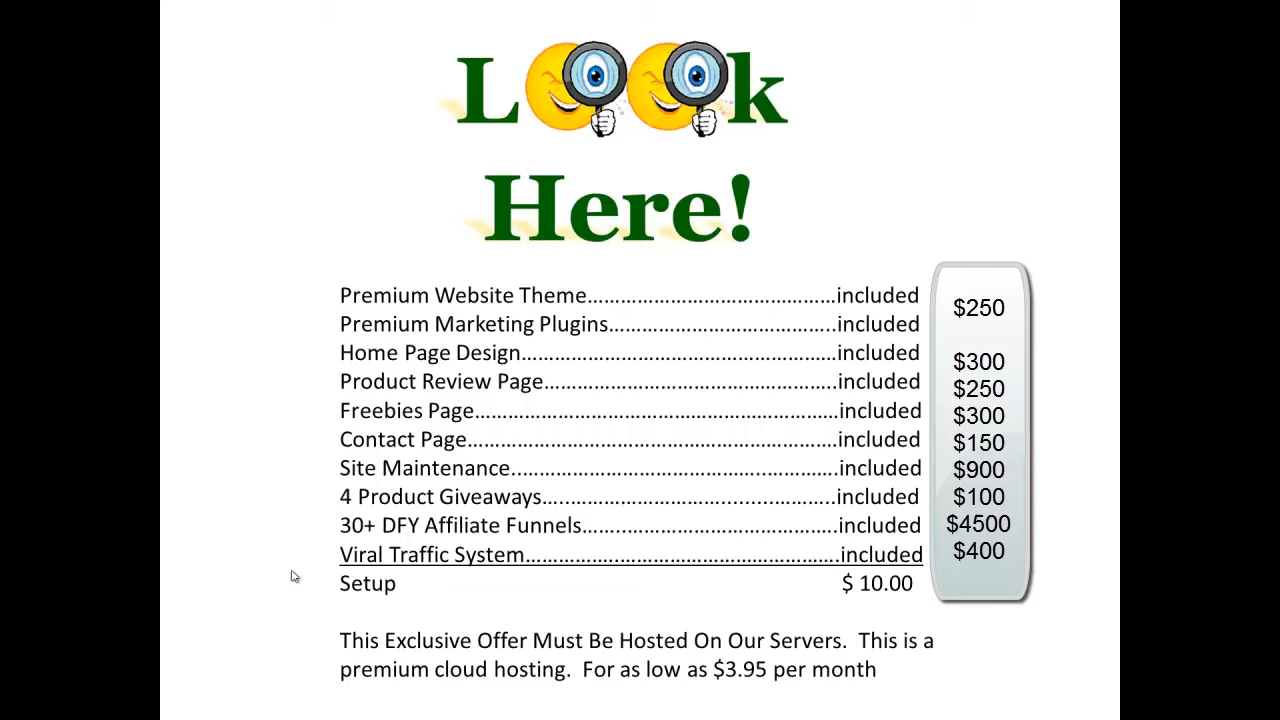 Look
Here!
Premium Website Theme……………………………………included $250
Premium Marketing Plugins…………………………………..included
Home Page Design…………………………………………………included $300
Product Review Page……………………………………………..included $250
Freebies Page…………………………………………………………included $300
Contact Page………………………………………………………….included $150
Site Maintenance..……………………………………..…………..included $900
4 Product Giveaways…..………………………........…………..included $100
30+ DFY Affiliate Funnels……..…………………………………..included $4500
Viral Traffic System………………………………………………….included $400
Setup $ 10.00
This Exclusive Offer Must Be Hosted On Our Servers. This is a
premium cloud hosting. For as low as $3.95 per month